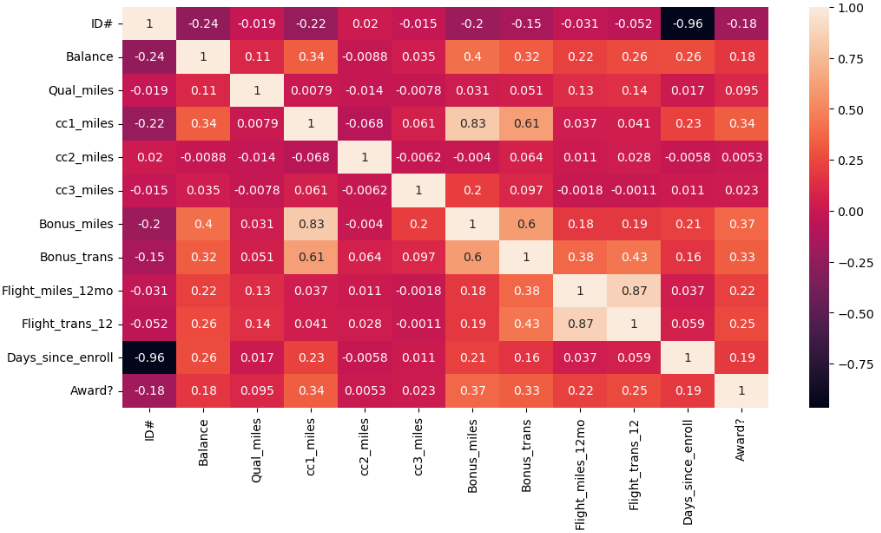 ID# 1 -0.24 -0.019 -0.22 0.02 -0.015 -0.2 -0.15 -0.031 -0.052 -0.96 -0.18
Balance -0.24 1 0.11 0.34 -0.0088 0.035 0.4 0.32 0.22 0.26 0.26 0.18
Qual_miles -0.019 0.11 1 0.0079 -0.014 -0.0078 0.031 0.051 0.13 0.14 0.017 0.095
cc1_miles -0.22 0.34 0.0079 1 -0.068 0.061 0.83 0.61 0.037 0.041 0.23 0.34
cc2_miles 0.02 -0.0088 -0.014 -0.068 1 -0.0062 -0.004 0.064 0.011 0.028 -0.0058 0.0053
cc3_miles -0.015 0.035 -0.0078 0.061 -0.0062 1 0.2 0.097 -0.0018 -0.0011 0.011 0.023
Bonus_miles -0.2 0.4 0.031 0.83 -0.004 0.2 1 0.6 0.18 0.19 0.21 0.37
Bonus_trans -0.15 0.32 0.051 0.61 0.064 0.097 0.6 1 0.38 0.43 0.16 0.33
Flight_miles_12mo -0.031 0.22 0.13 0.037 0.011 -0.0018 0.18 0.38 1 0.87 0.037 0.22
Flight_trans_12 -0.052 0.26 0.14 0.041 0.028 -0.0011 0.19 0.43 0.87 1 0.059 0.25
Days_since_enroll -0.96 0.26 0.017 0.23 -0.0058 0.011 0.21 0.16 0.037 0.059 1 0.19
Award? -0.18 0.18 0.095 0.34 0.0053 0.023 0.37 0.33 0.22 0.25 0.19 1
ID#
Balance
Qual_miles
cc1_miles
cc2_miles
cc3_miles
Bonus_miles
Bonus_trans
Flight_miles_12mo
Flight_trans_12
Days_since_enroll
Award?
1.00
0.75
0.50
0.25
0.00
−0.25
−0.50
−0.75